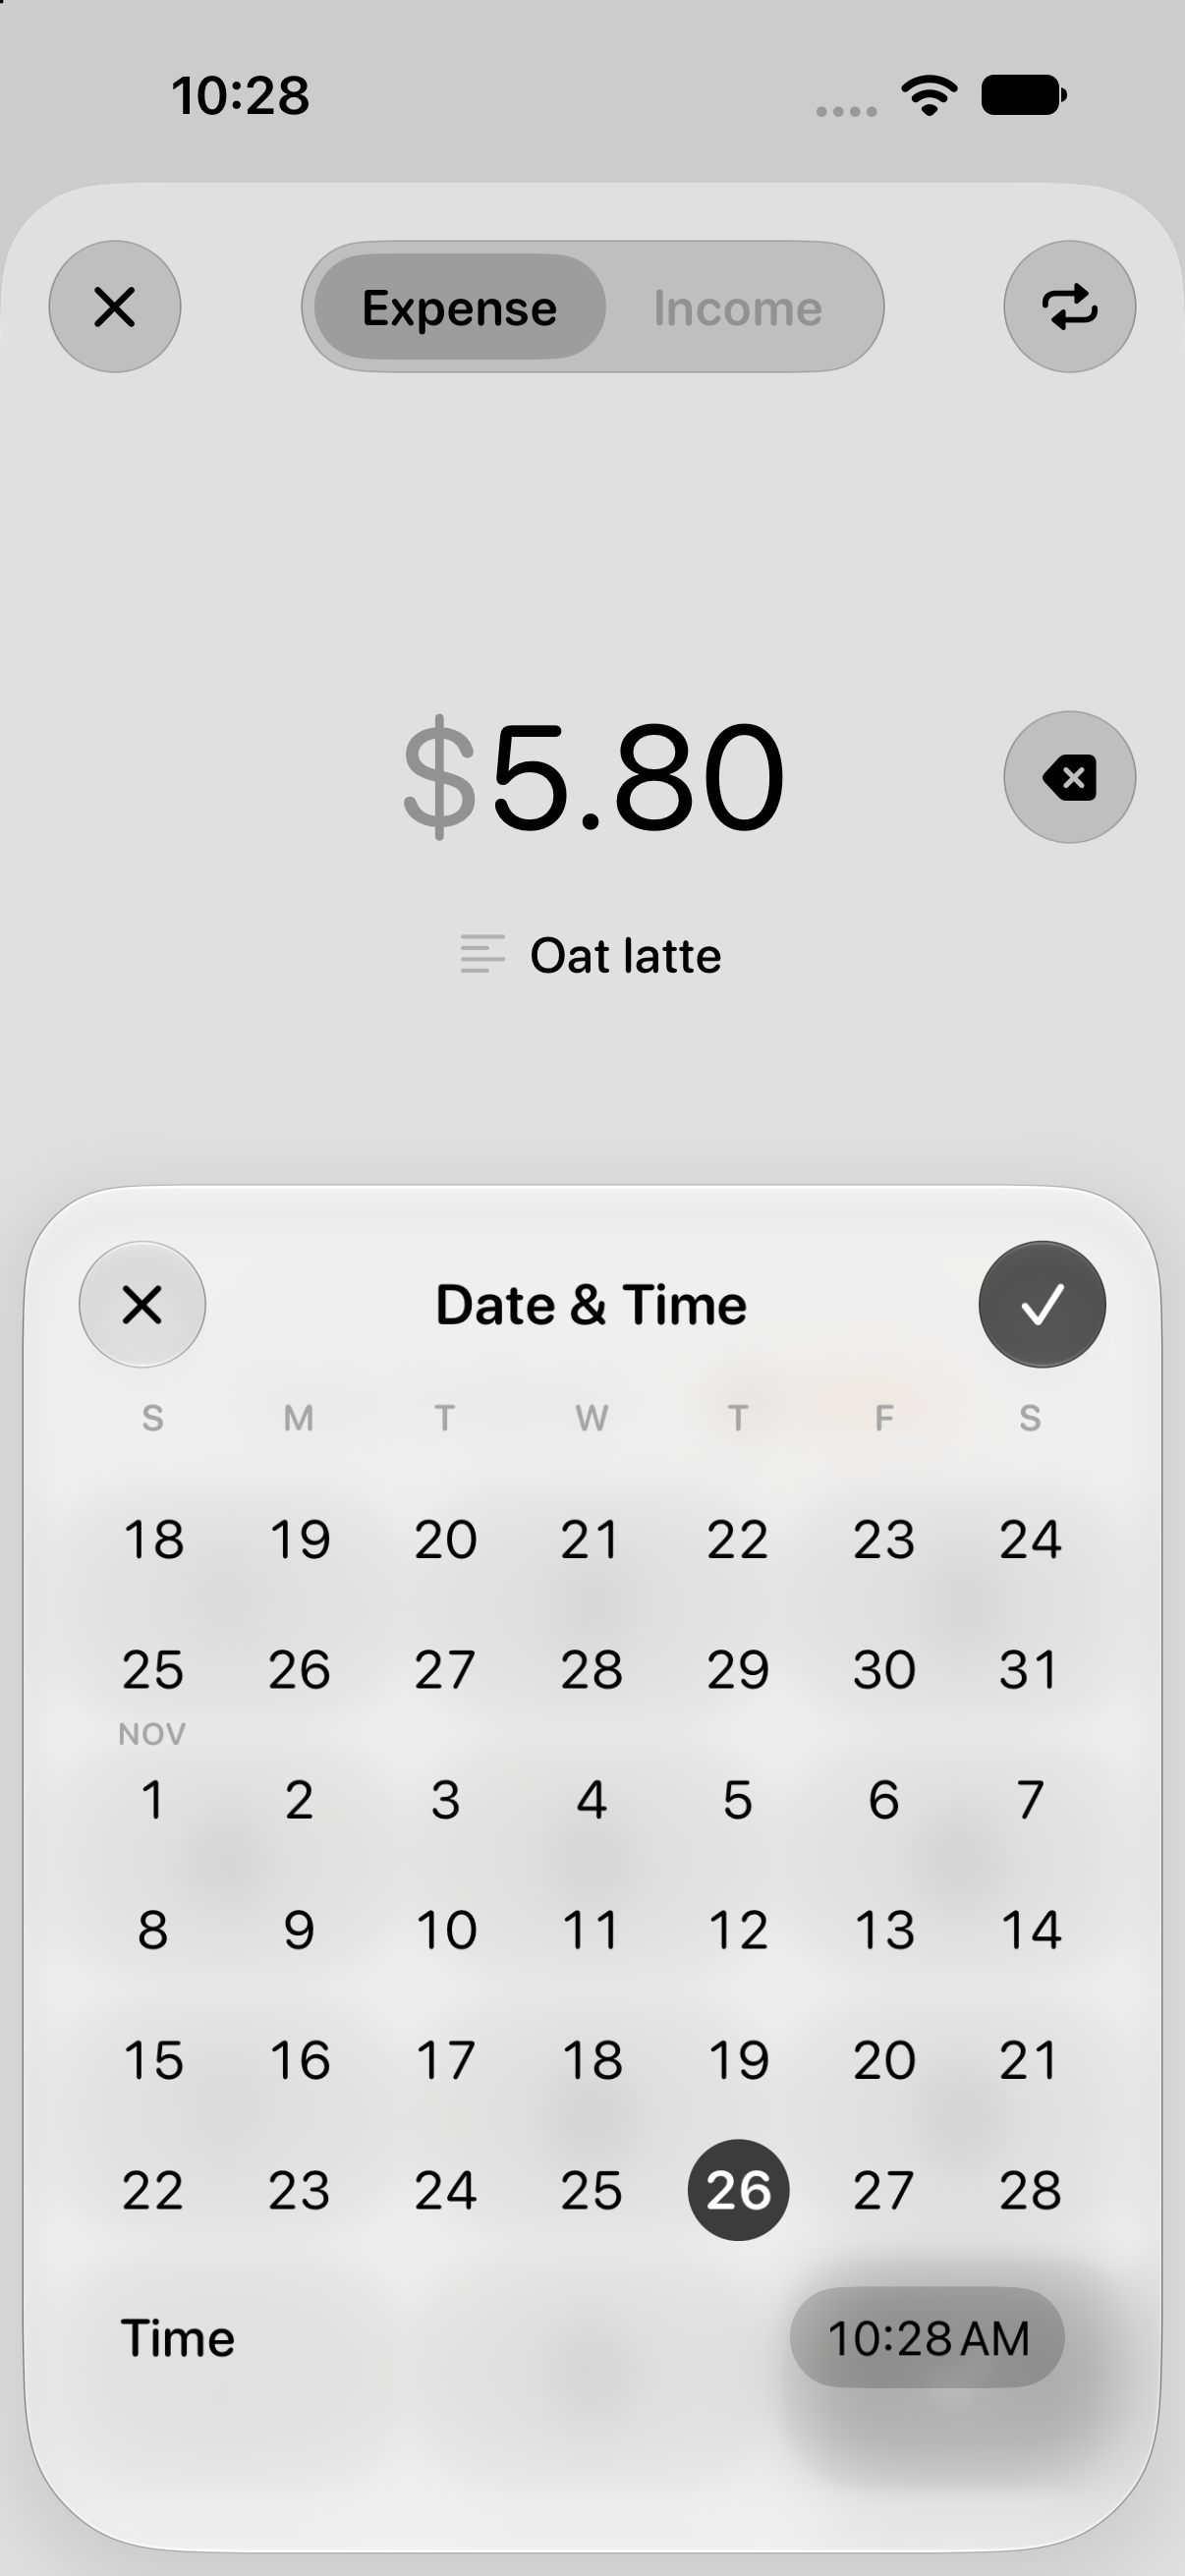 10:28
Expense Income
$5.80
Oat latte
Date & Time
S M T W T F S
18 19 20 21 22 23 24
25 26 27 28 29 30 31
NOV
1 2 3 4 5 6 7
8 9 10 11 12 13 14
15 16 17 18 19 20 21
22 23 24 25 26 27 28
Time 10:28 AM